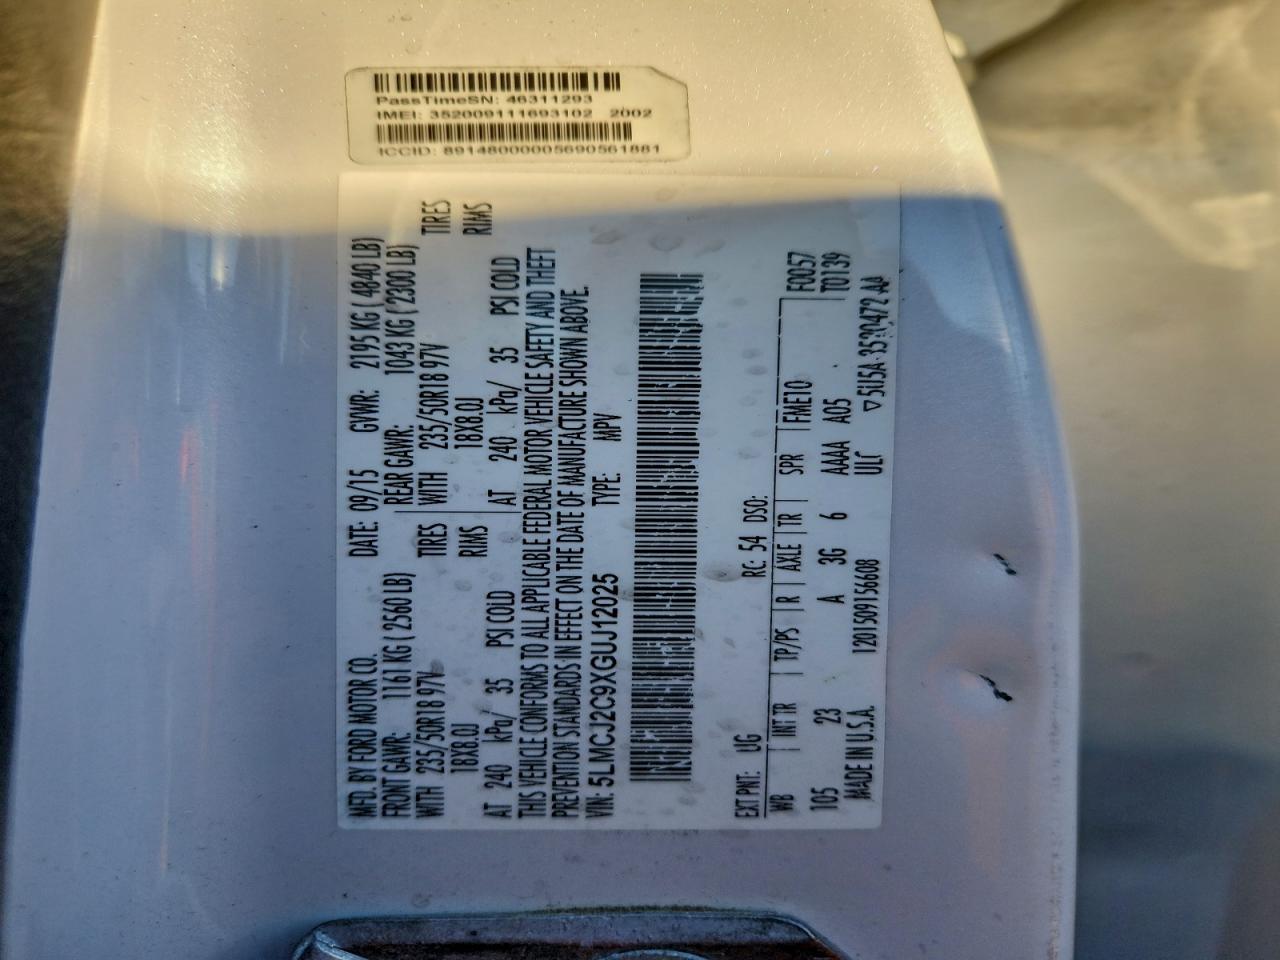 PassTimeSN: 46311293
IMEI: 352009111693102 2002
ICCID: 89148000005690561881
MFD. BY FORD MOTOR CO. DATE: 09/15 GVWR: 2195 KG ( 4840 LB)
FRONT GAWR: 1161 KG ( 2560 LB) REAR GAWR: 1043 KG ( 2300 LB)
WITH 235/50R18 97V TIRES WITH 235/50R18 97V TIRES
18X8.0J RIMS 18X8.0J RIMS
AT 240 kPa/ 35 PSI COLD AT 240 kPa/ 35 PSI COLD
THIS VEHICLE CONFORMS TO ALL APPLICABLE FEDERAL MOTOR VEHICLE SAFETY AND THEFT
PREVENTION STANDARDS IN EFFECT ON THE DATE OF MANUFACTURE SHOWN ABOVE.
VIN: 5LMCJ2C9XGUJ12025 TYPE: MPV
EXT PNT: UG RC: 54 DSO:
WB INT TR TP/PS R AXLE TR SPR FME10 F0057
105 23 A 3G 6 AAAA A05 T0139
MADE IN U.S.A. 1201509156608 ULC